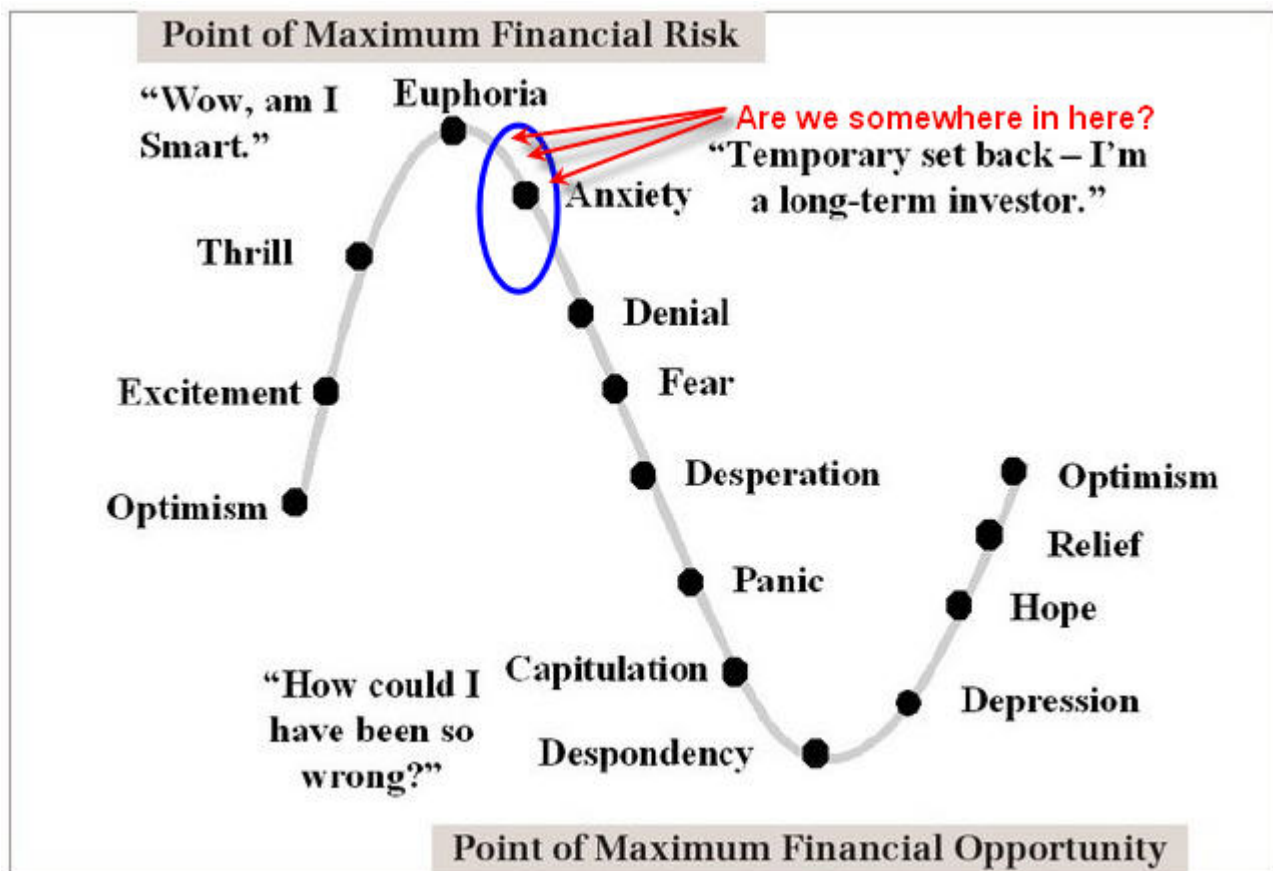 Point of Maximum Financial Risk
“Wow, am I
Smart.”
Euphoria
Are we somewhere in here?
“Temporary set back – I’m
a long-term investor.”
Anxiety
Thrill
Denial
Fear
Excitement
Desperation
Optimism
Optimism
Relief
Panic
Hope
Capitulation
“How could I
have been so
wrong?”
Depression
Despondency
Point of Maximum Financial Opportunity